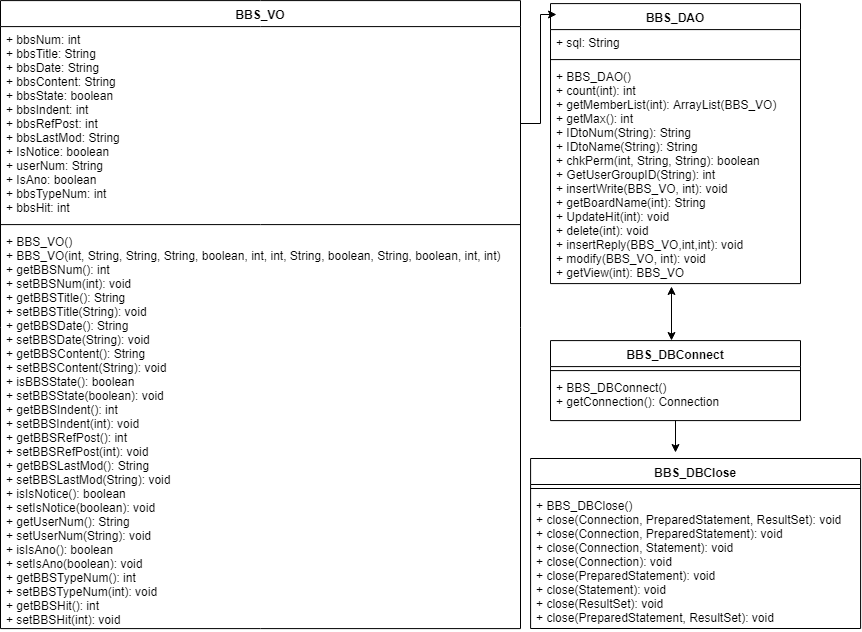 BBS_VO
+ bbsNum: int
+ bbsTitle: String
+ bbsDate: String
+ bbsContent: String
+ bbsState: boolean
+ bbsIndent: int
+ bbsRefPost: int
+ bbsLastMod: String
+ IsNotice: boolean
+ userNum: String
+ IsAno: boolean
+ bbsTypeNum: int
+ bbsHit: int
+ BBS_VO()
+ BBS_VO(int, String, String, String, boolean, int, int, String, boolean, String, boolean, int, int)
+ getBBSNum(): int
+ setBBSNum(int): void
+ getBBSTitle(): String
+ setBBSTitle(String): void
+ getBBSDate(): String
+ setBBSDate(String): void
+ getBBSContent(): String
+ setBBSContent(String): void
+ isBBSState(): boolean
+ setBBSState(boolean): void
+ getBBSIndent(): int
+ setBBSIndent(int): void
+ getBBSRefPost(): int
+ setBBSRefPost(int): void
+ getBBSLastMod(): String
+ setBBSLastMod(String): void
+ isIsNotice(): boolean
+ setIsNotice(boolean): void
+ getUserNum(): String
+ setUserNum(String): void
+ isIsAno(): boolean
+ setIsAno(boolean): void
+ getBBSTypeNum(): int
+ setBBSTypeNum(int): void
+ getBBSHit(): int
+ setBBSHit(int): void
BBS_DAO
+ sql: String
+ BBS_DAO()
+ count(int): int
+ getMemberList(int): ArrayList(BBS_VO)
+ getMax(): int
+ IDtoNum(String): String
+ IDtoName(String): String
+ chkPerm(int, String, String): boolean
+ GetUserGroupID(String): int
+ insertWrite(BBS_VO, int): void
+ getBoardName(int): String
+ UpdateHit(int): void
+ delete(int): void
+ insertReply(BBS_VO,int,int): void
+ modify(BBS_VO, int): void
+ getView(int): BBS_VO
BBS_DBConnect
+ BBS_DBConnect()
+ getConnection(): Connection
BBS_DBClose
+ BBS_DBClose()
+ close(Connection, PreparedStatement, ResultSet): void
+ close(Connection, PreparedStatement): void
+ close(Connection, Statement): void
+ close(Connection): void
+ close(PreparedStatement): void
+ close(Statement): void
+ close(ResultSet): void
+ close(PreparedStatement, ResultSet): void